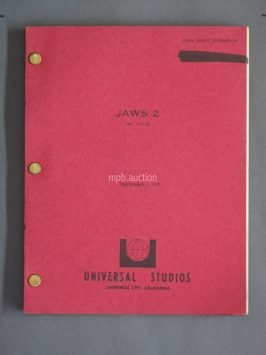 FINAL DRAFT SCREENPLAY
JAWS 2
mpb.auction
UNIVERSAL STUDIOS
UNIVERSAL CITY, CALIFORNIA